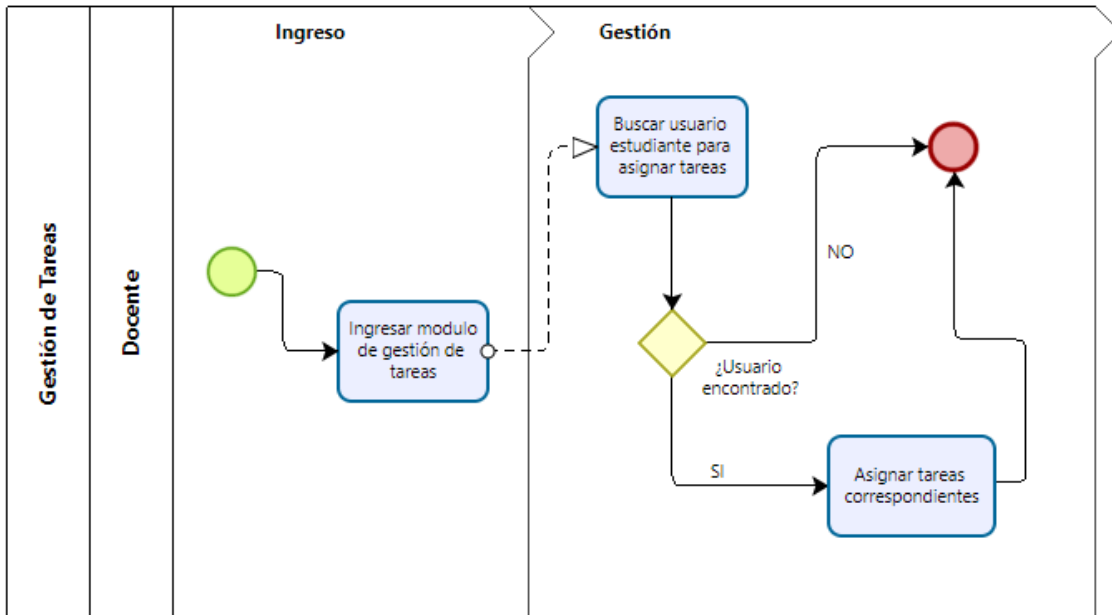 Gestión de Tareas
Docente
Ingreso
Gestión
Ingresar modulo
de gestión de
tareas
Buscar usuario
estudiante para
asignar tareas
¿Usuario
encontrado?
NO
SI
Asignar tareas
correspondientes